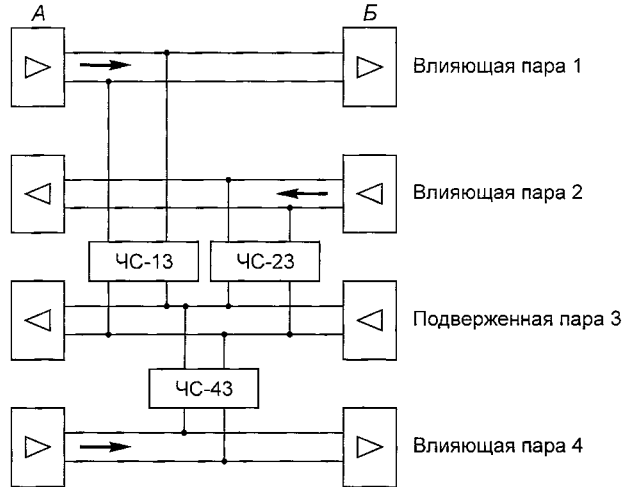 А Б
Влияющая пара 1
Влияющая пара 2
ЧС-13 ЧС-23
Подверженная пара 3
ЧС-43
Влияющая пара 4